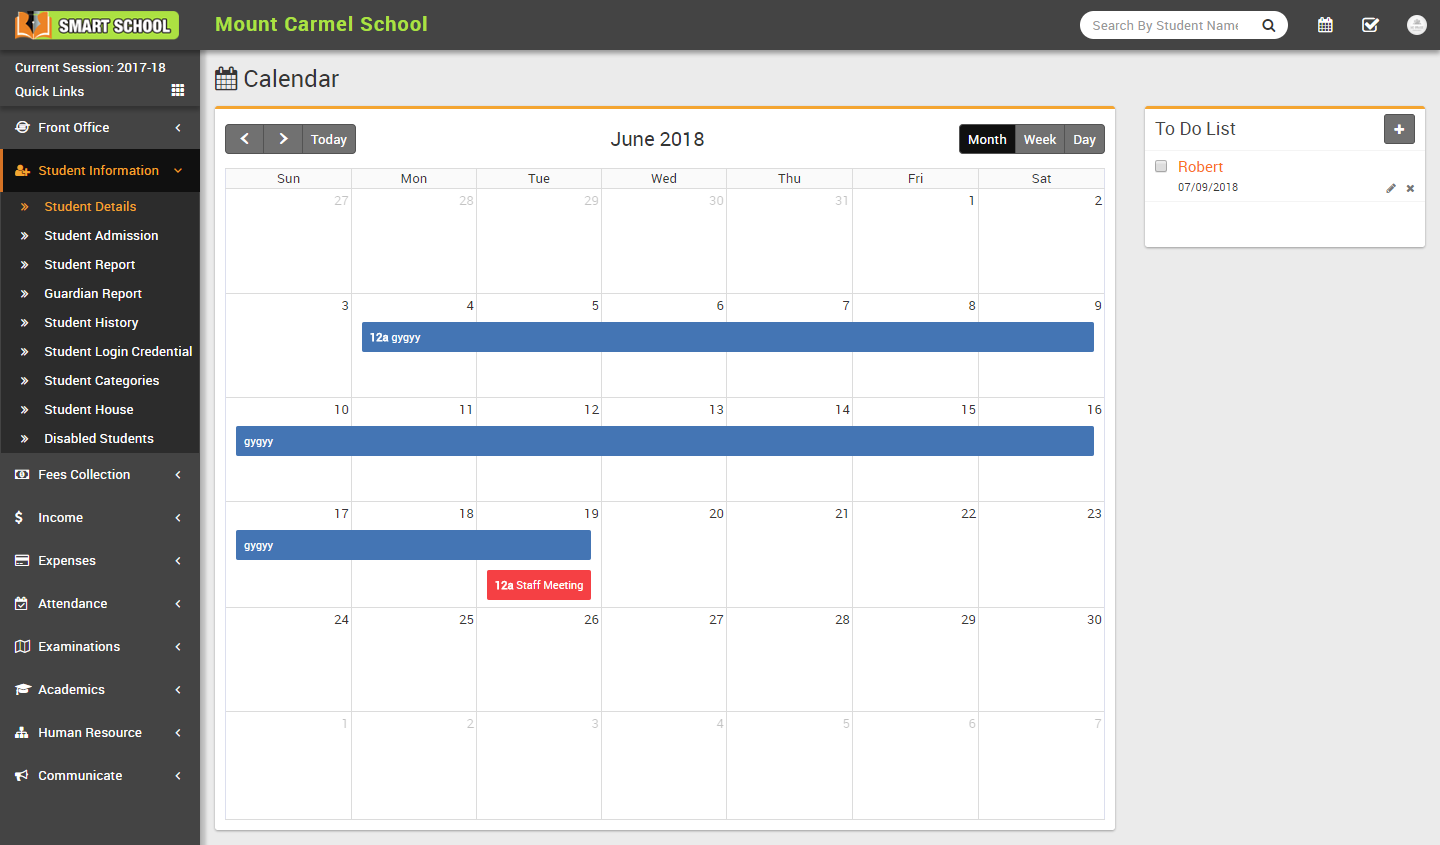 SMART SCHOOL
Mount Carmel School
Search By Student Name
Current Session: 2017-18
Quick Links
Front Office
Student Information
Student Details
Student Admission
Student Report
Guardian Report
Student History
Student Login Credential
Student Categories
Student House
Disabled Students
Fees Collection
Income
Expenses
Attendance
Examinations
Academics
Human Resource
Communicate
Calendar
Today
June 2018
Month Week Day
Sun Mon Tue Wed Thu Fri Sat
27 28 29 30 31 1 2
3 4 5 6 7 8 9
12a gygyy
10 11 12 13 14 15 16
gygyy
17 18 19 20 21 22 23
gygyy
12a Staff Meeting
24 25 26 27 28 29 30
1 2 3 4 5 6 7
To Do List
Robert
07/09/2018